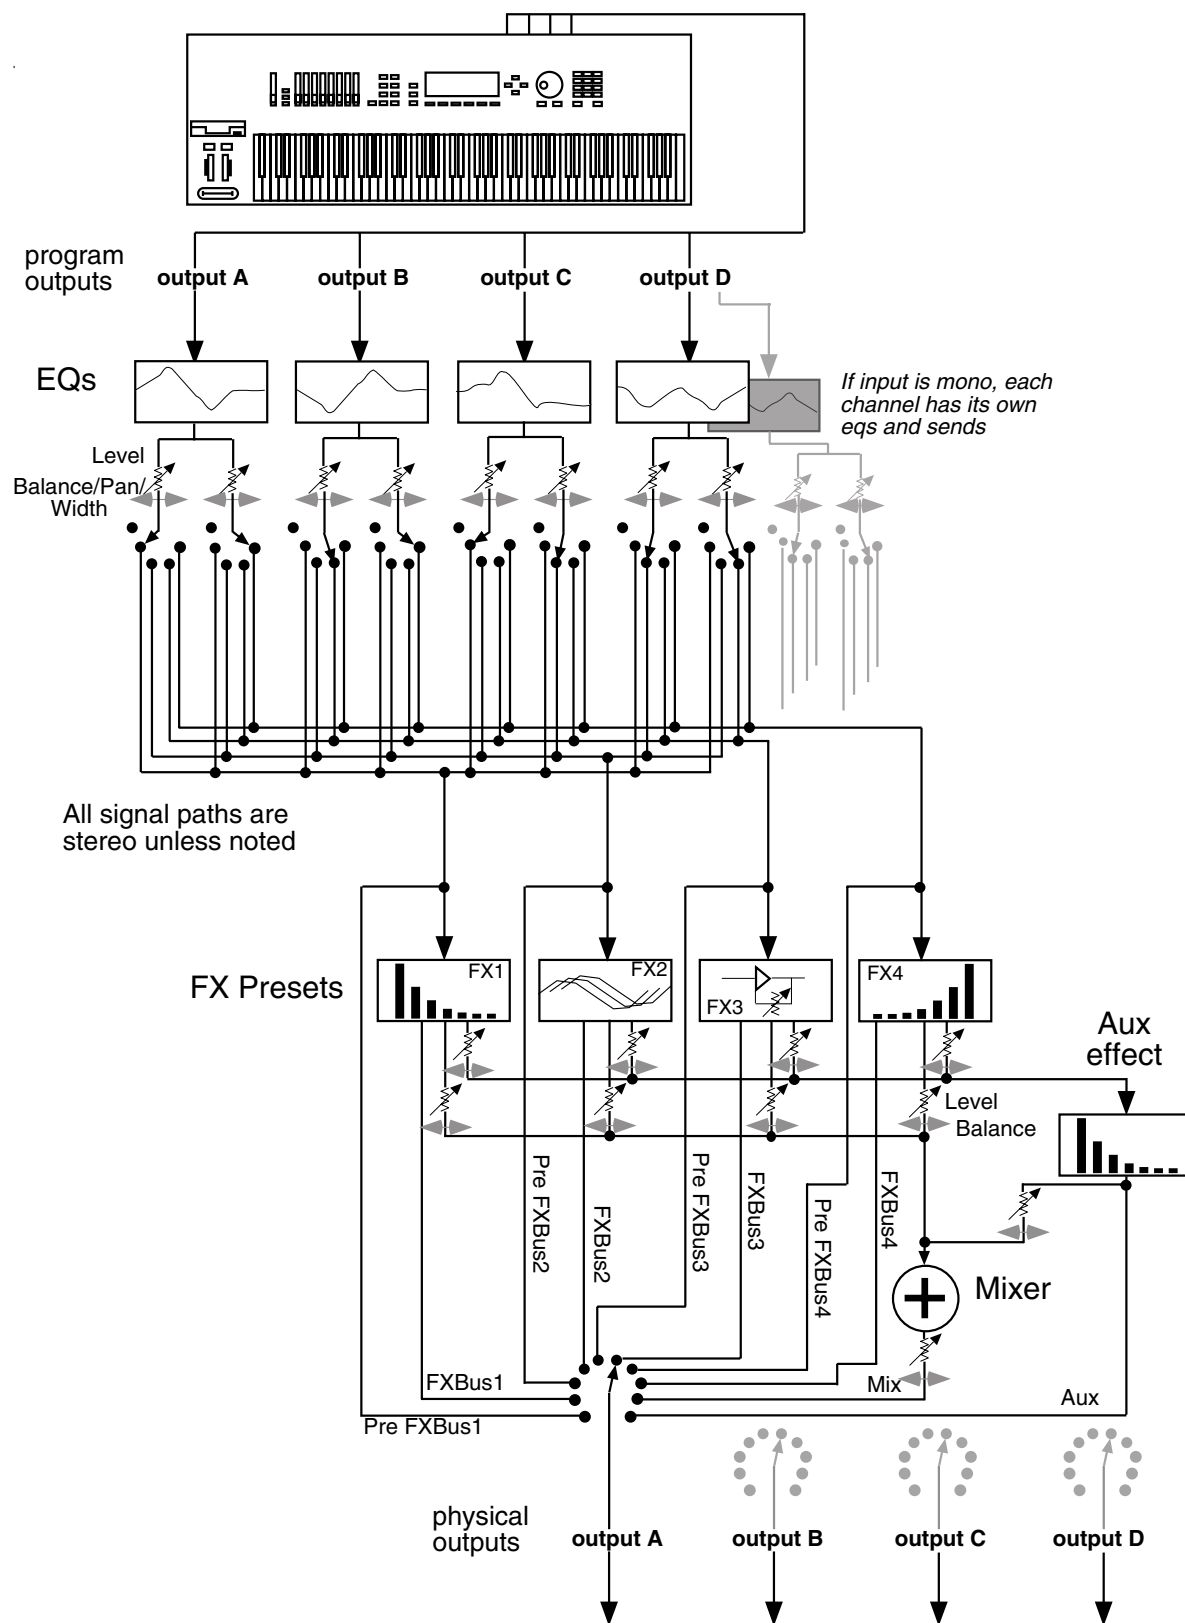 program
outputs
output A
output B
output C
output D
EQs
If input is mono, each
channel has its own
eqs and sends
Level
Balance/Pan/
Width
All signal paths are
stereo unless noted
FX Presets
FX1
FX2
FX3
FX4
Aux
effect
Level
Balance
Pre FXBus2
FXBus2
Pre FXBus3
FXBus3
Pre FXBus4
FXBus4
Mixer
FXBus1
Mix
Aux
Pre FXBus1
physical
outputs
output A
output B
output C
output D